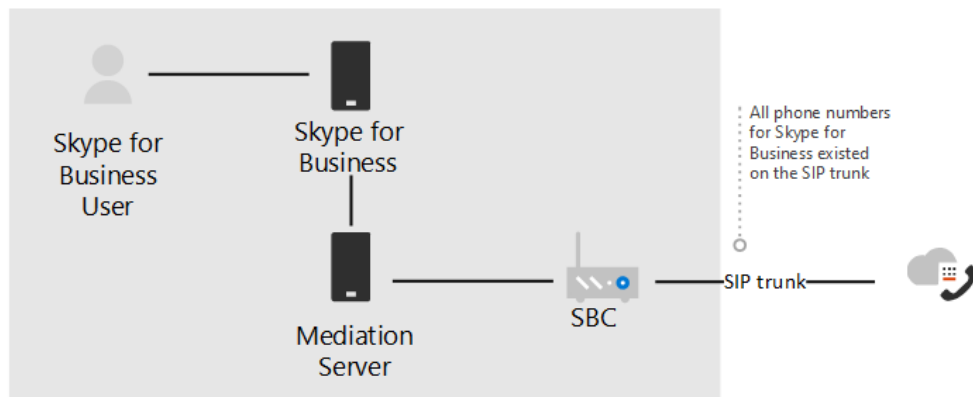 Skype for
Business
User
Skype for
Business
Mediation
Server
SBC
All phone numbers
for Skype for
Business existed
on the SIP trunk
SIP trunk